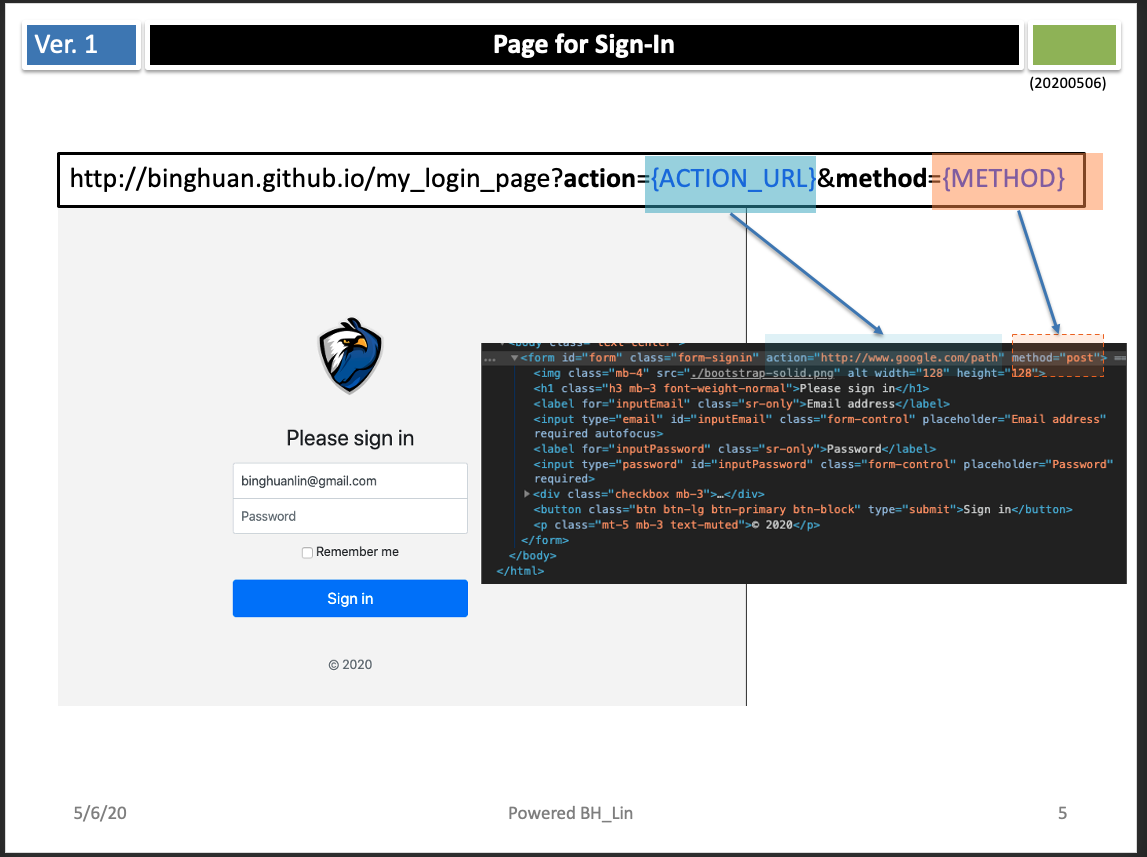 Ver. 1
Page for Sign-In
(20200506)
http://binghuan.github.io/my_login_page?action={ACTION_URL}&method={METHOD}
Please sign in
binghuanlin@gmail.com
Password
Remember me
Sign in
© 2020
<body class="text-center">
… ▼<form id="form" class="form-signin" action="http://www.google.com/path" method="post"> ==
<img class="mb-4" src="./bootstrap-solid.png" alt width="128" height="128">
<h1 class="h3 mb-3 font-weight-normal">Please sign in</h1>
<label for="inputEmail" class="sr-only">Email address</label>
<input type="email" id="inputEmail" class="form-control" placeholder="Email address"
required autofocus>
<label for="inputPassword" class="sr-only">Password</label>
<input type="password" id="inputPassword" class="form-control" placeholder="Password"
required>
▶<div class="checkbox mb-3">…</div>
<button class="btn btn-lg btn-primary btn-block" type="submit">Sign in</button>
<p class="mt-5 mb-3 text-muted">© 2020</p>
</form>
</body>
</html>
5/6/20
Powered BH_Lin
5